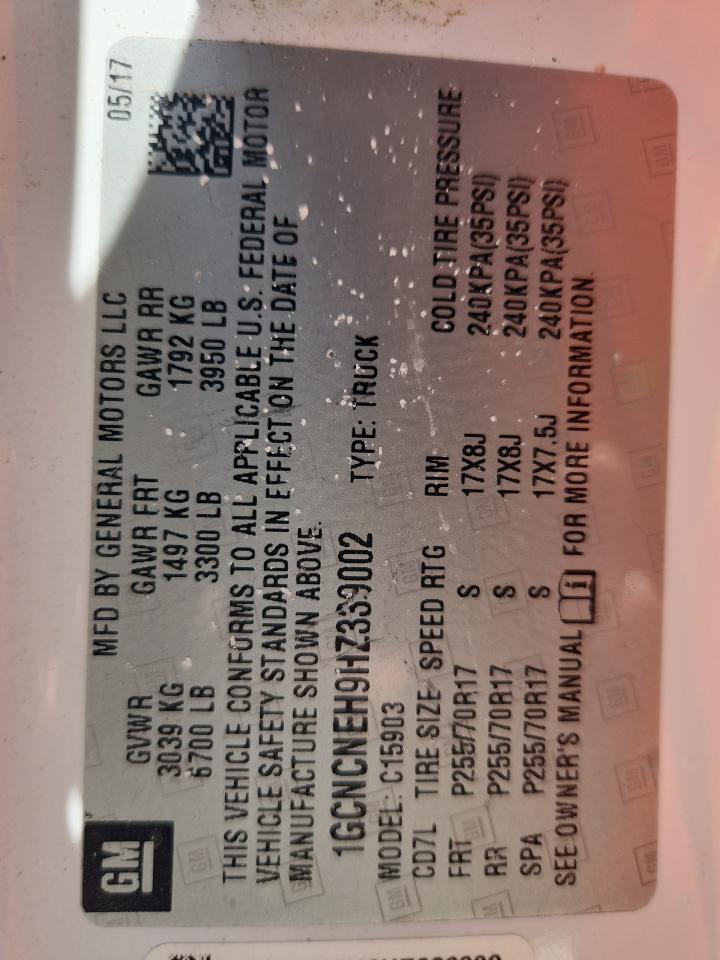 GM
MFD BY GENERAL MOTORS LLC 05/17
GVWR GAWR FRT GAWR RR
3039 KG 1497 KG 1792 KG
6700 LB 3300 LB 3950 LB
THIS VEHICLE CONFORMS TO ALL APPLICABLE U.S. FEDERAL MOTOR
VEHICLE SAFETY STANDARDS IN EFFECT ON THE DATE OF
MANUFACTURE SHOWN ABOVE.
1GCNCNEH9HZ339002 TYPE: TRUCK
MODEL: C15903
CD7L TIRE SIZE SPEED RTG RIM COLD TIRE PRESSURE
FRT P255/70R17 S 17X8J 240KPA(35PSI)
RR P255/70R17 S 17X8J 240KPA(35PSI)
SPA P255/70R17 S 17X7.5J 240KPA(35PSI)
SEE OWNER'S MANUAL i FOR MORE INFORMATION